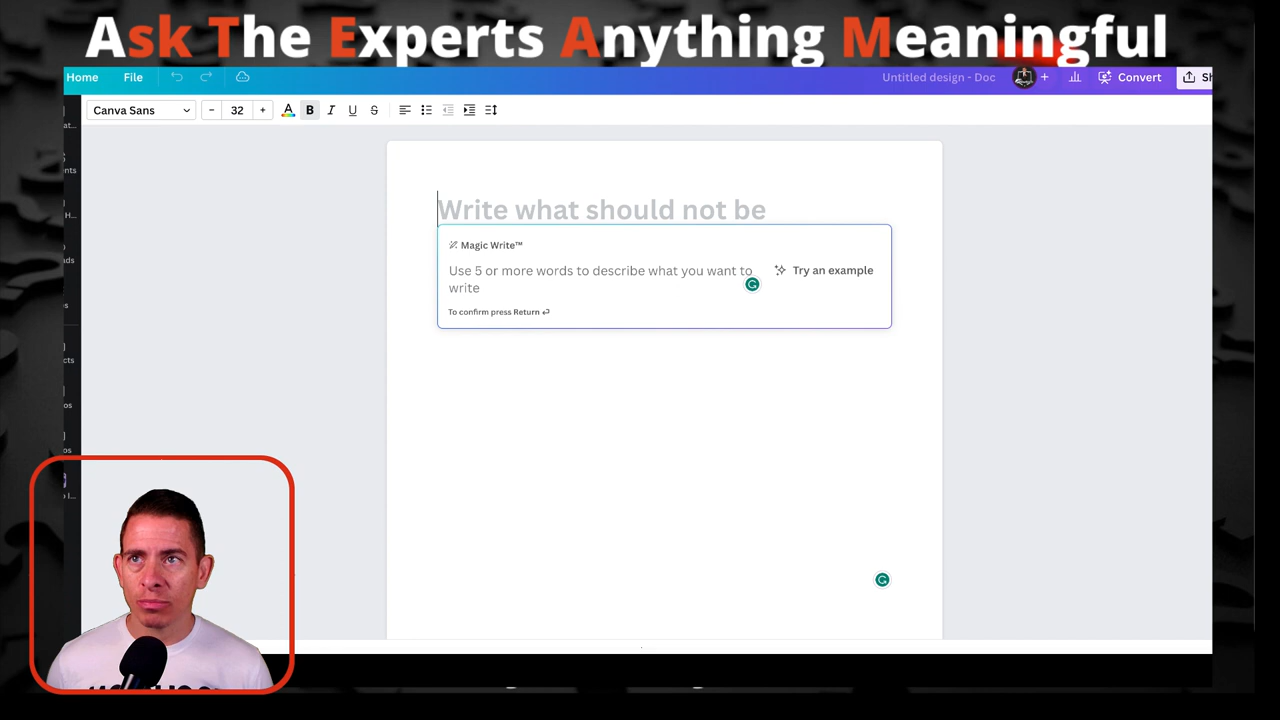 Ask The Experts Anything Meaningful
Home File Untitled design - Doc + Convert
Canva Sans - 32 + A B I U S
Write what should not be
Magic Write™
Use 5 or more words to describe what you want to
write
Try an example
To confirm press Return